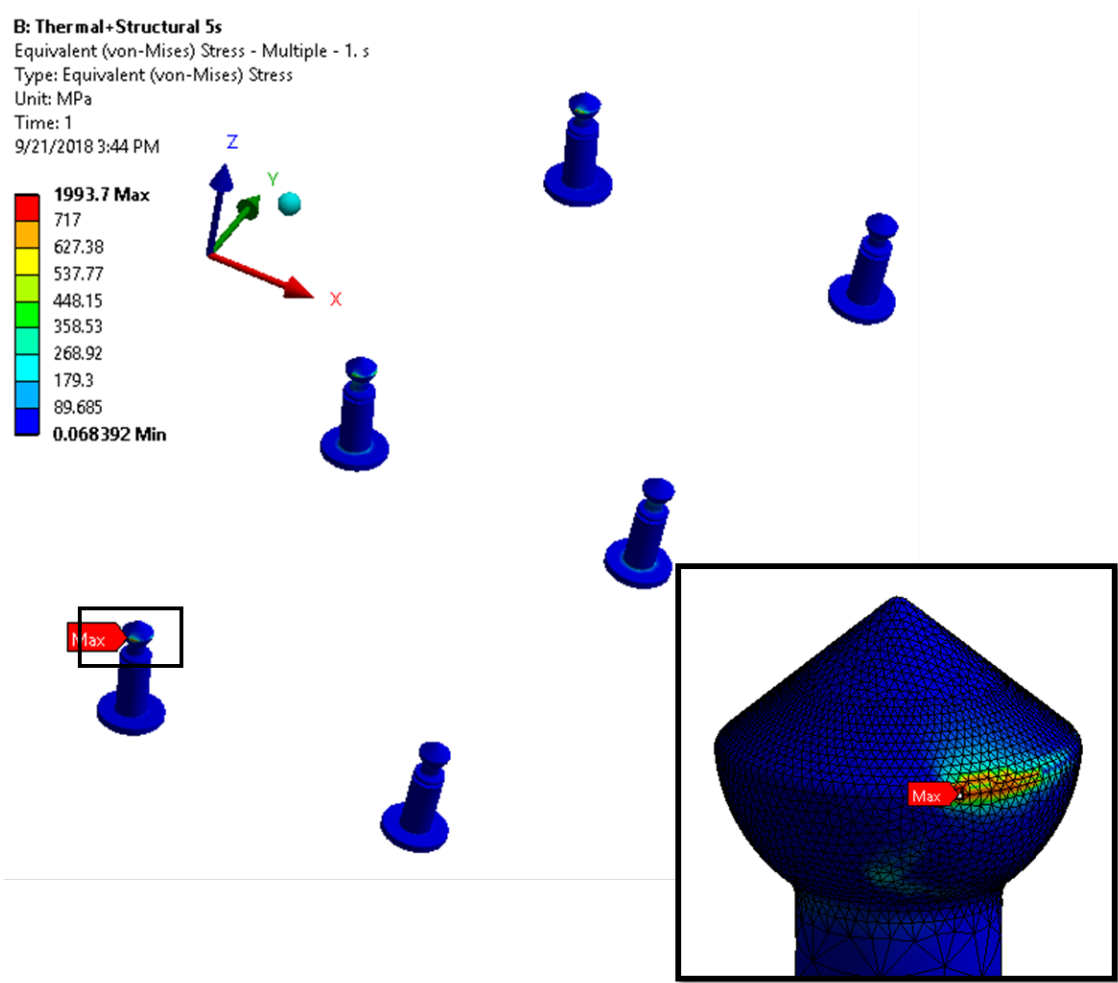 B: Thermal+Structural 5s
Equivalent (von-Mises) Stress - Multiple - 1. s
Type: Equivalent (von-Mises) Stress
Unit: MPa
Time: 1
9/21/2018 3:44 PM
Z
Y
X
1993.7 Max
717
627.38
537.77
448.15
358.53
268.92
179.3
89.685
0.068392 Min
Max
Max